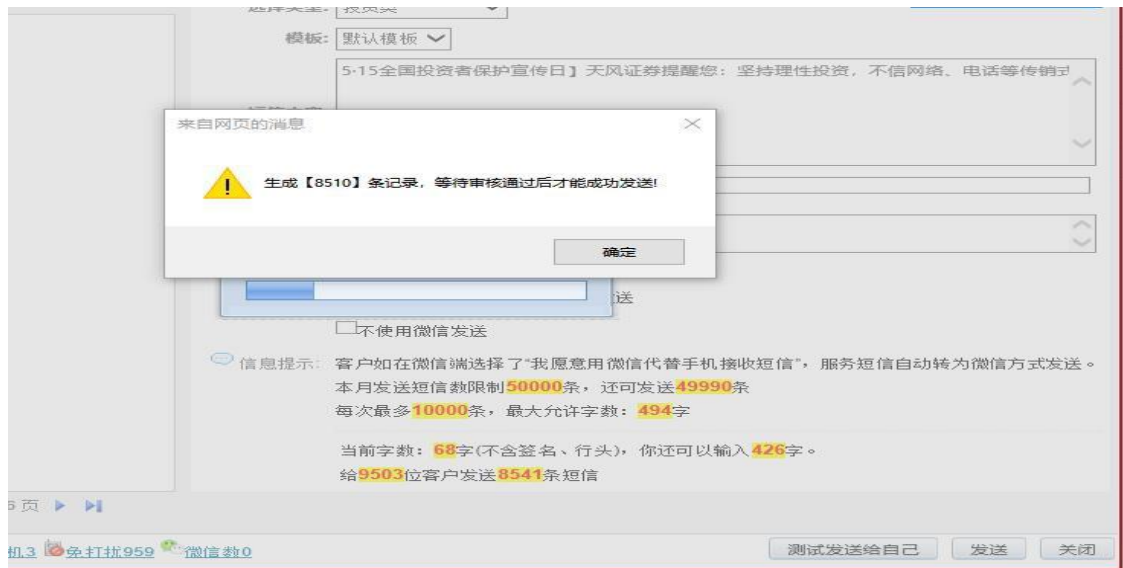 模板: 默认模板
5·15全国投资者保护宣传日】天风证券提醒您：坚持理性投资，不信网络、电话等传销式
来自网页的消息
生成【8510】条记录，等待审核通过后才能成功发送!
确定
送
不使用微信发送
信息提示: 客户如在微信端选择了“我愿意用微信代替手机接收短信”，服务短信自动转为微信方式发送。
本月发送短信数限制50000条，还可发送49990条
每次最多10000条，最大允许字数：494字
当前字数：68字(不含签名、行头)，你还可以输入426字。
给9503位客户发送8541条短信
页
机3 免打扰959 微信数0 测试发送给自己 发送 关闭